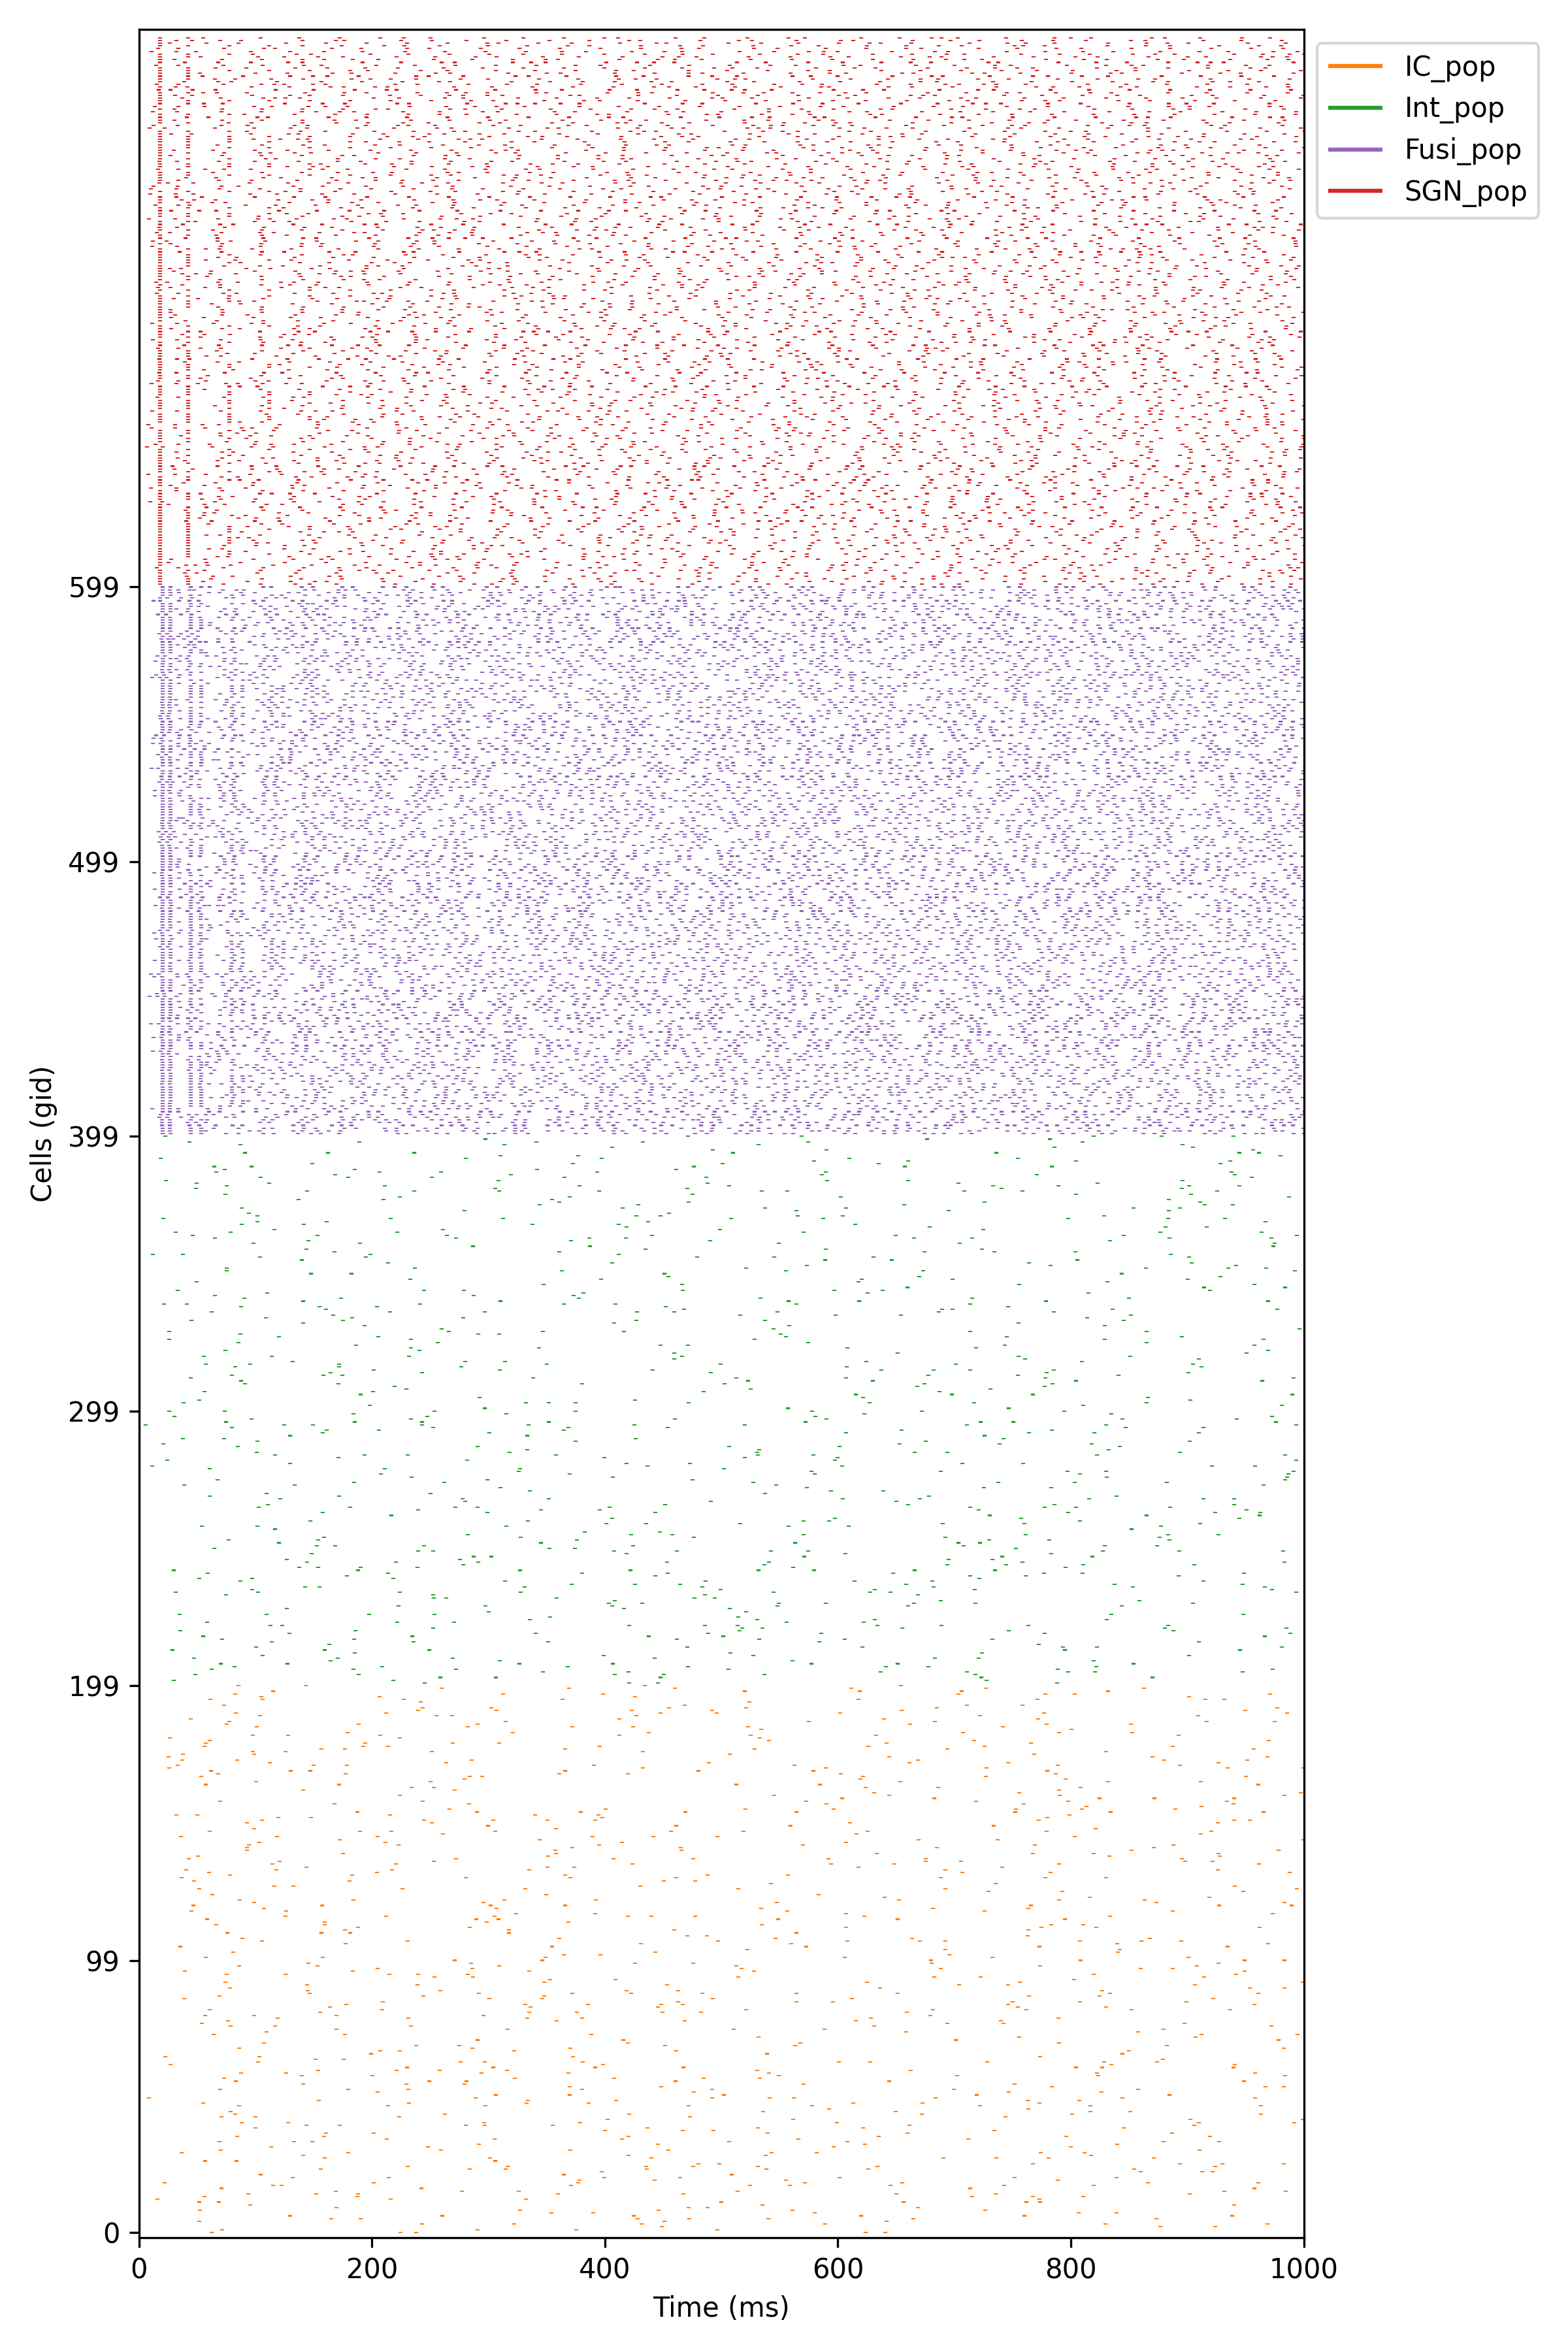 IC_pop
Int_pop
Fusi_pop
SGN_pop
599
499
399
299
199
99
0
Cells (gid)
0 200 400 600 800 1000
Time (ms)